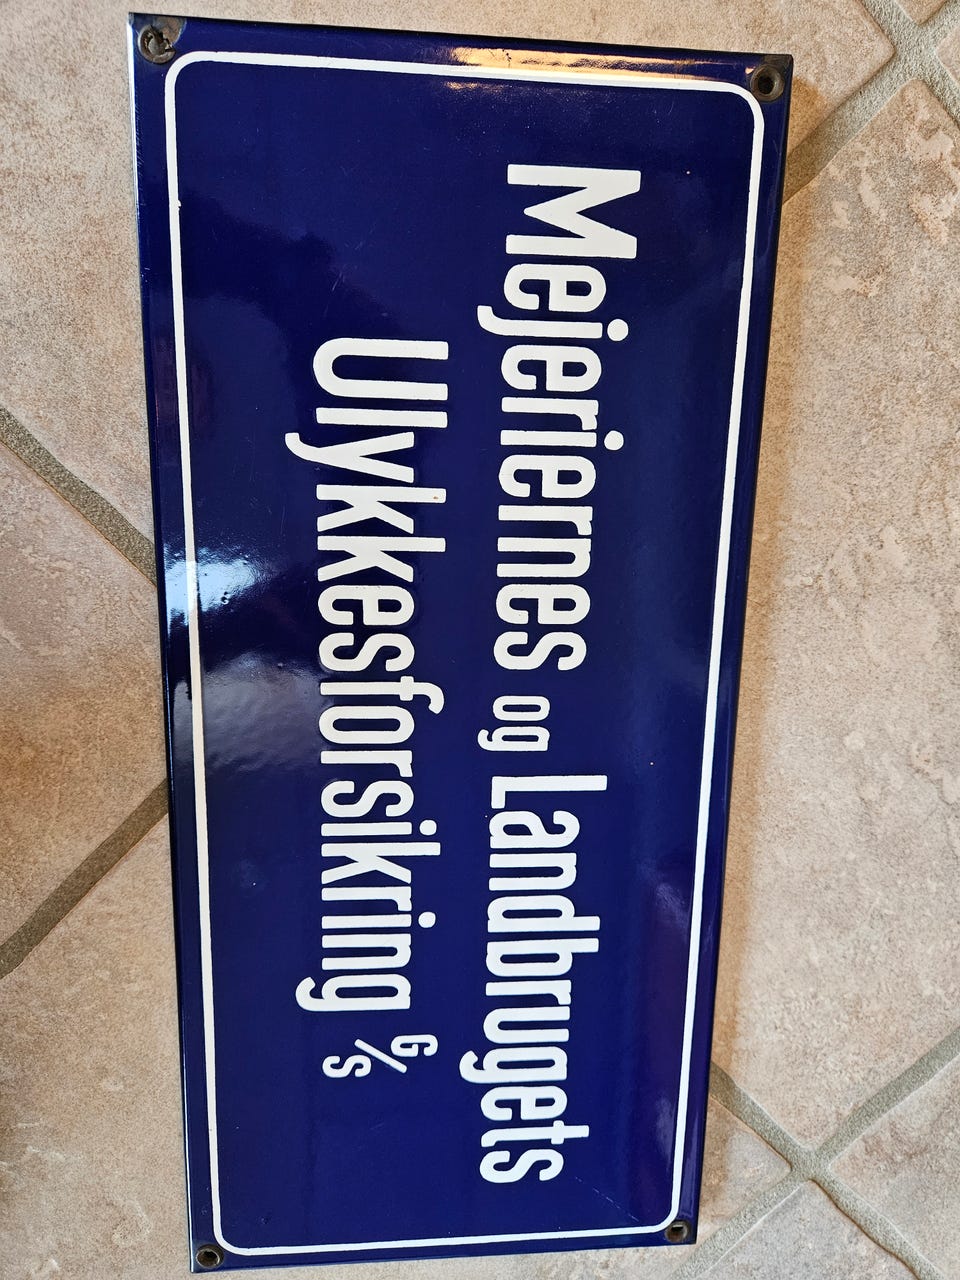 Mejeriernes og Landbrugets
Ulykkesforsikring G/S